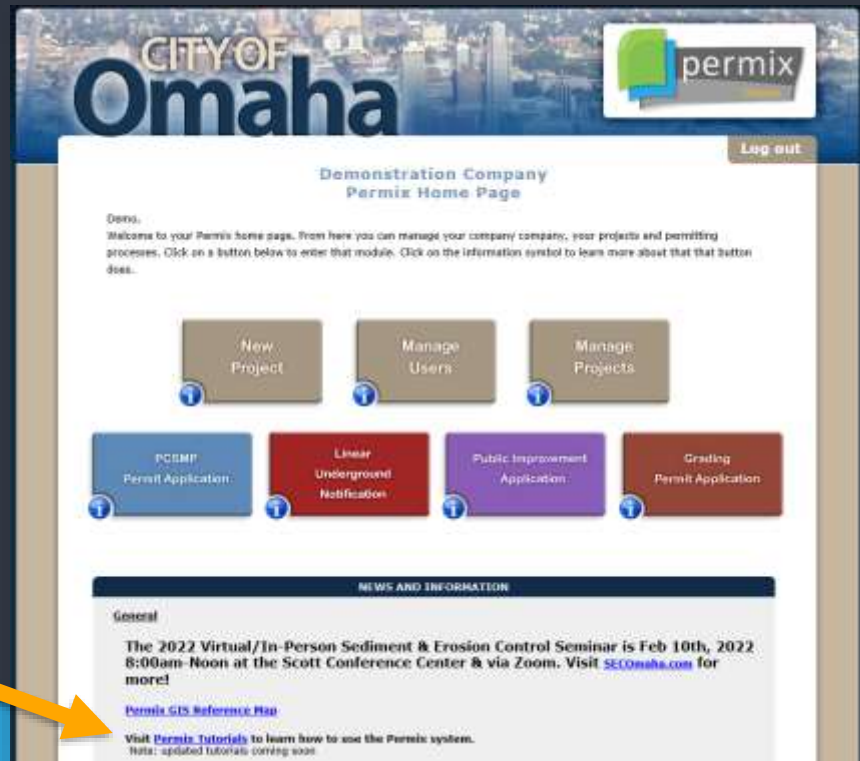 CITY OF
Omaha
permix
Log out
Demonstration Company
Permix Home Page
Demo,
Welcome to your Permix home page. From here you can manage your company company, your projects and permitting
processes. Click on a button below to enter that module. Click on the information symbol to learn more about that that button
does.
New
Project
Manage
Users
Manage
Projects
PCSMP
Permit Application
Linear
Underground
Notification
Public Improvement
Application
Grading
Permit Application
NEWS AND INFORMATION
General
The 2022 Virtual/In-Person Sediment & Erosion Control Seminar is Feb 10th, 2022
8:00am-Noon at the Scott Conference Center & via Zoom. Visit SECOmaha.com for
more!
Permix GIS Reference Map
Visit Permix Tutorials to learn how to use the Permix system.
Note: updated tutorials coming soon